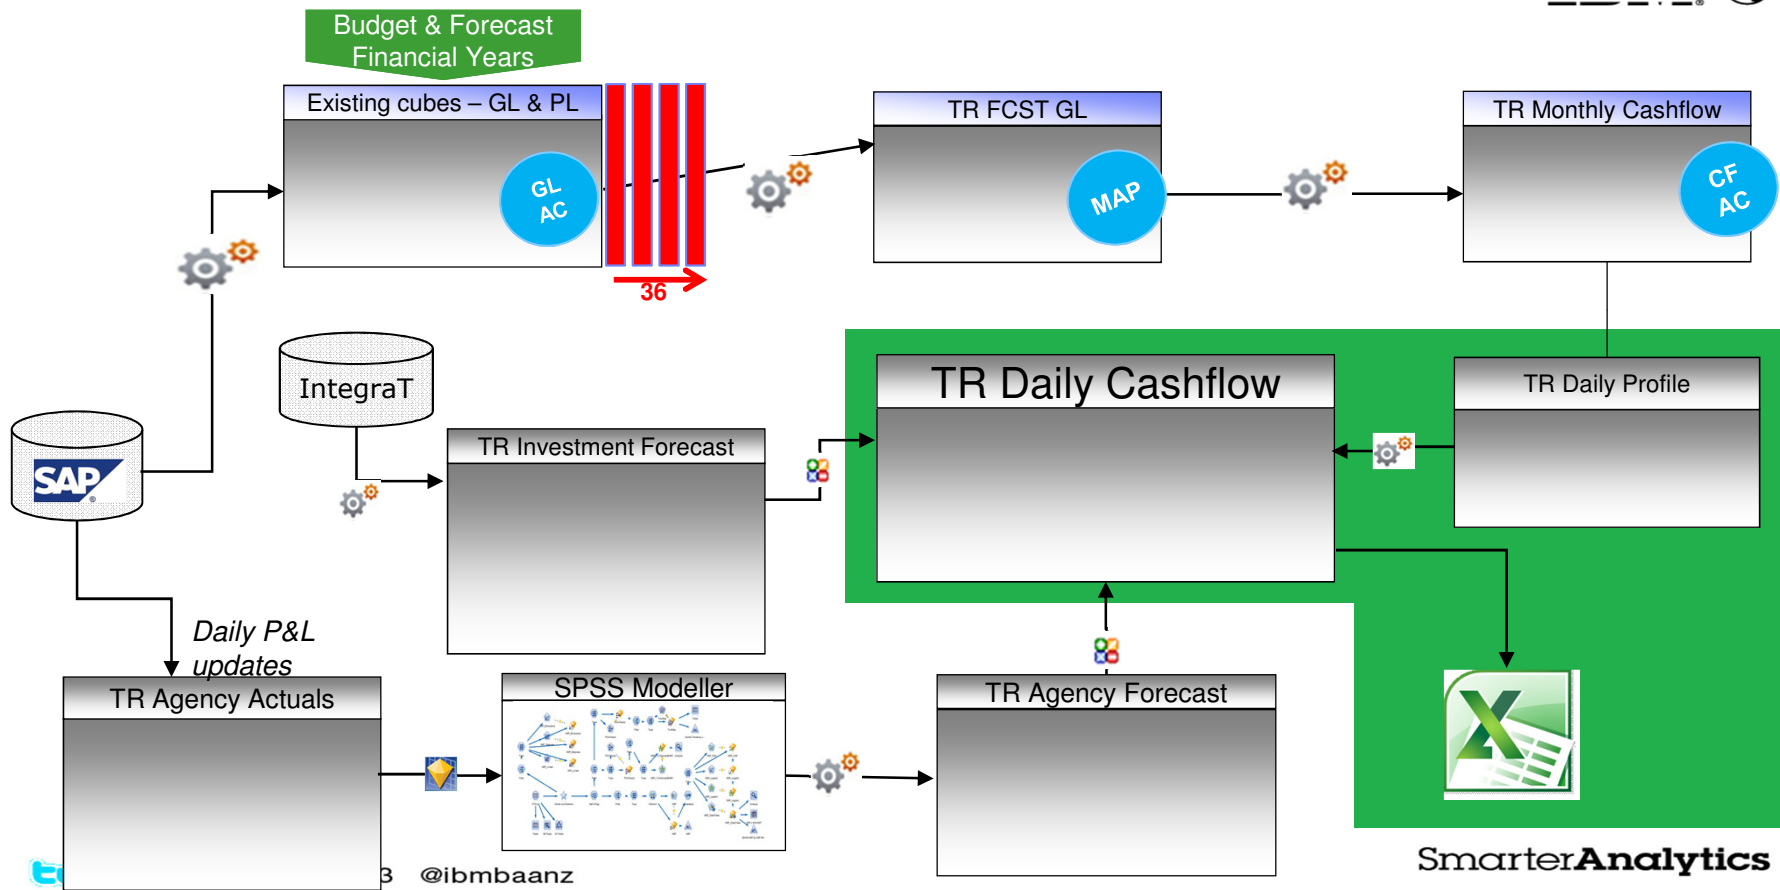 IBM®
Budget & Forecast
Financial Years
Existing cubes – GL & PL
TR FCST GL
TR Monthly Cashflow
GL
AC
MAP
CF
AC
36
IntegraT
TR Daily Cashflow
TR Daily Profile
SAP®
TR Investment Forecast
Daily P&L
updates
TR Agency Actuals
SPSS Modeller
TR Agency Forecast
3 @ibmbaanz
SmarterAnalytics